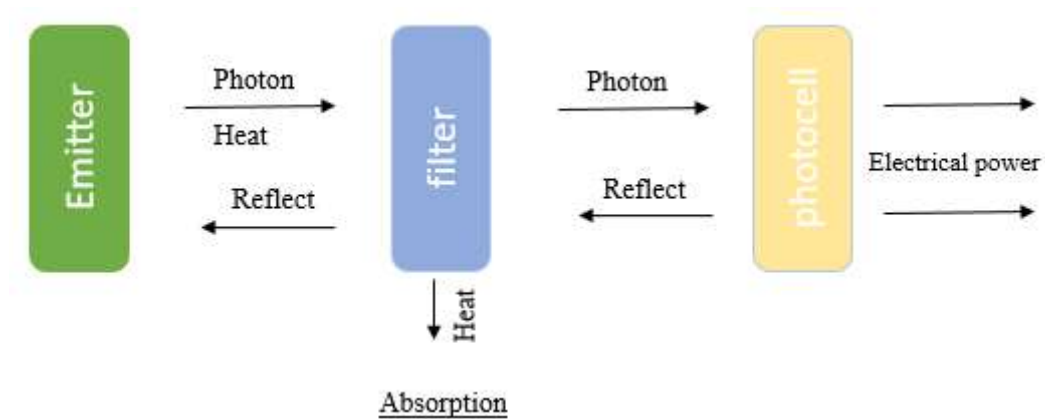 Emitter
Photon
Heat
Reflect
filter
Heat
Absorption
Photon
Reflect
photocell
Electrical power